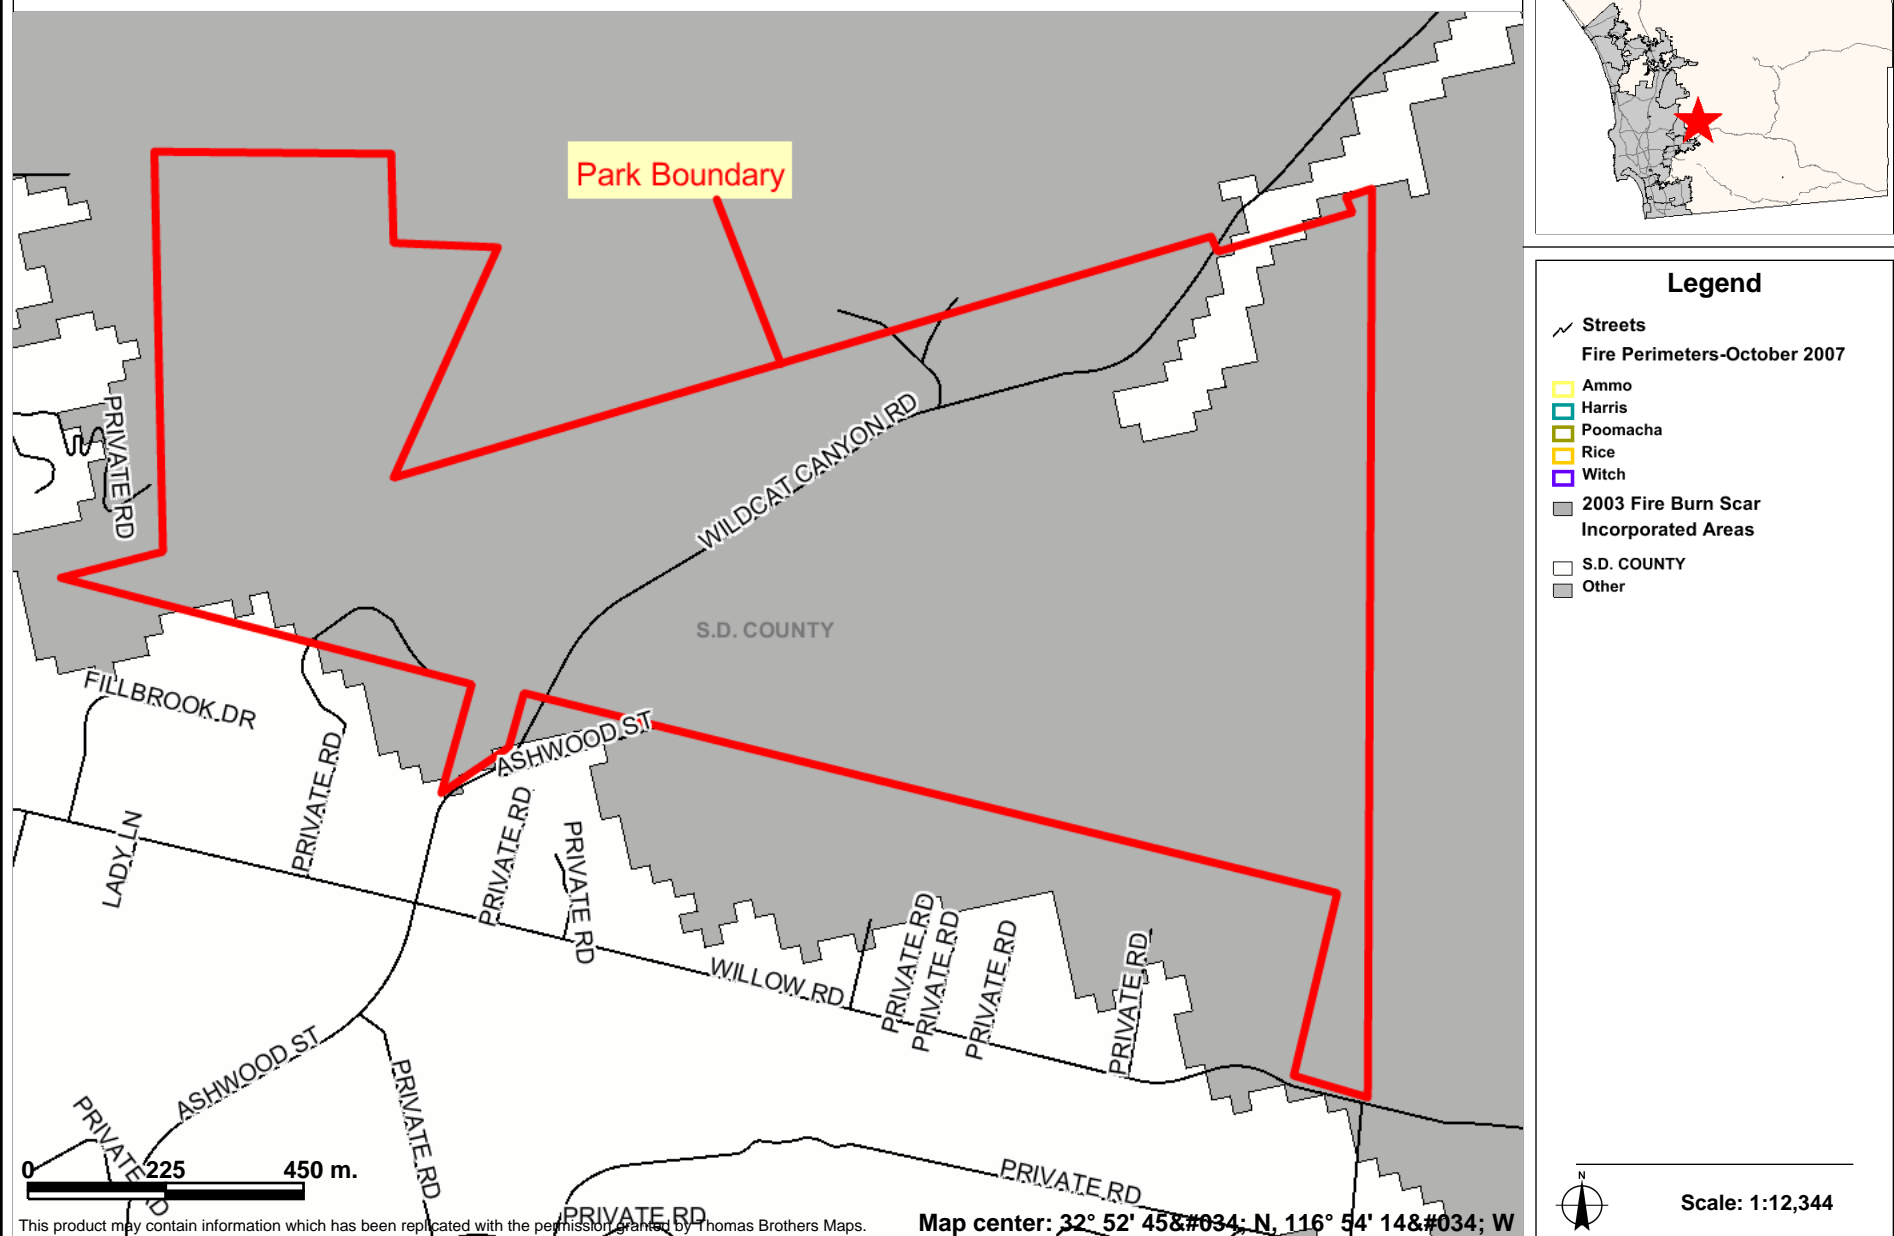 Park Boundary
PRIVATE RD
WILDCAT CANYON RD
S.D. COUNTY
FILLBROOK DR
ASHWOOD ST
PRIVATE RD
LADY LN
PRIVATE RD
PRIVATE RD
WILLOW RD
PRIVATE RD
PRIVATE RD
PRIVATE RD
PRIVATE RD
ASHWOOD ST
PRIVATE RD
PRIVATE RD
PRIVATE RD
PRIVATE RD
0 225 450 m.
This product may contain information which has been replicated with the permission granted by Thomas Brothers Maps.
Map center: 32° 52' 45&#034; N, 116° 54' 14&#034; W
Legend
Streets
Fire Perimeters-October 2007
Ammo
Harris
Poomacha
Rice
Witch
2003 Fire Burn Scar
Incorporated Areas
S.D. COUNTY
Other
N
Scale: 1:12,344